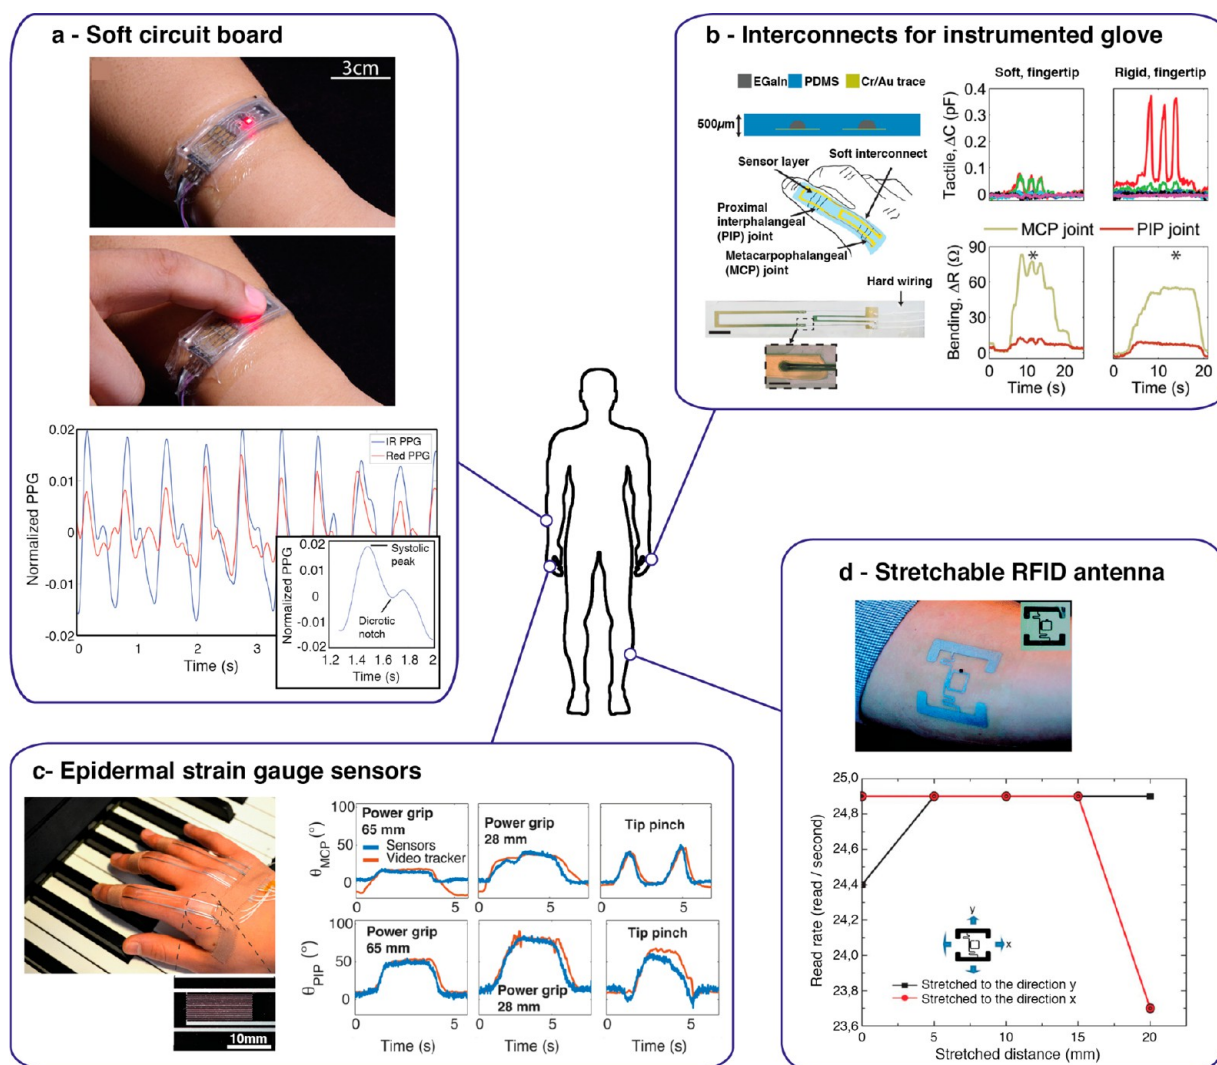 a - Soft circuit board
3cm
0.02
0.01
0
-0.01
-0.02
Normalized PPG
IR PPG
Red PPG
0
1
2
3
Time (s)
0.02
0.01
0
-0.01
-0.02
Normalized PPG
Systolic
peak
Dicrotic
notch
1.2
1.4
1.6
1.8
2
Time (s)
b - Interconnects for instrumented glove
EGaIn
PDMS
Cr/Au trace
500µm
Sensor layer
Soft interconnect
Proximal
interphalangeal
(PIP) joint
Metacarpophalangeal
(MCP) joint
Hard wiring
Soft, fingertip
Rigid, fingertip
Tactile, ΔC (pF)
0.4
0.3
0.2
0.1
0
MCP joint
PIP joint
Bending, ΔR (Ω)
90
60
30
0
*
*
0
10
20
0
10
20
Time (s)
Time (s)
c- Epidermal strain gauge sensors
10mm
θMCP (°)
100
50
0
Power grip
65 mm
Sensors
Video tracker
Power grip
28 mm
Tip pinch
0
5
0
5
0
5
θPIP (°)
100
50
0
Power grip
65 mm
Power grip
28 mm
Tip pinch
0
5
0
5
0
5
Time (s)
Time (s)
Time (s)
d - Stretchable RFID antenna
Read rate (read / second)
25,0
24,8
24,6
24,4
24,2
24,0
23,8
23,6
y
x
Stretched to the direction y
Stretched to the direction x
0
5
10
15
20
Stretched distance (mm)